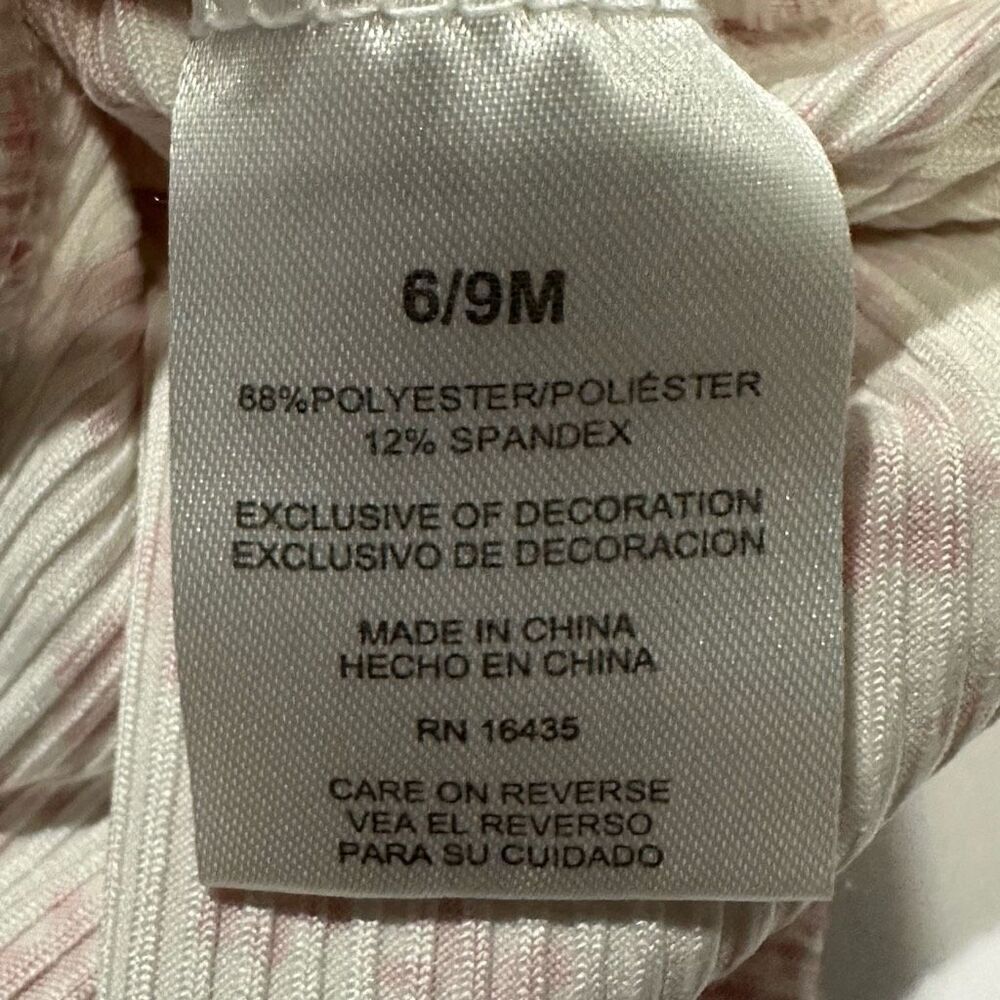 6/9M
88%POLYESTER/POLIÉSTER
12% SPANDEX
EXCLUSIVE OF DECORATION
EXCLUSIVO DE DECORACION
MADE IN CHINA
HECHO EN CHINA
RN 16435
CARE ON REVERSE
VEA EL REVERSO
PARA SU CUIDADO